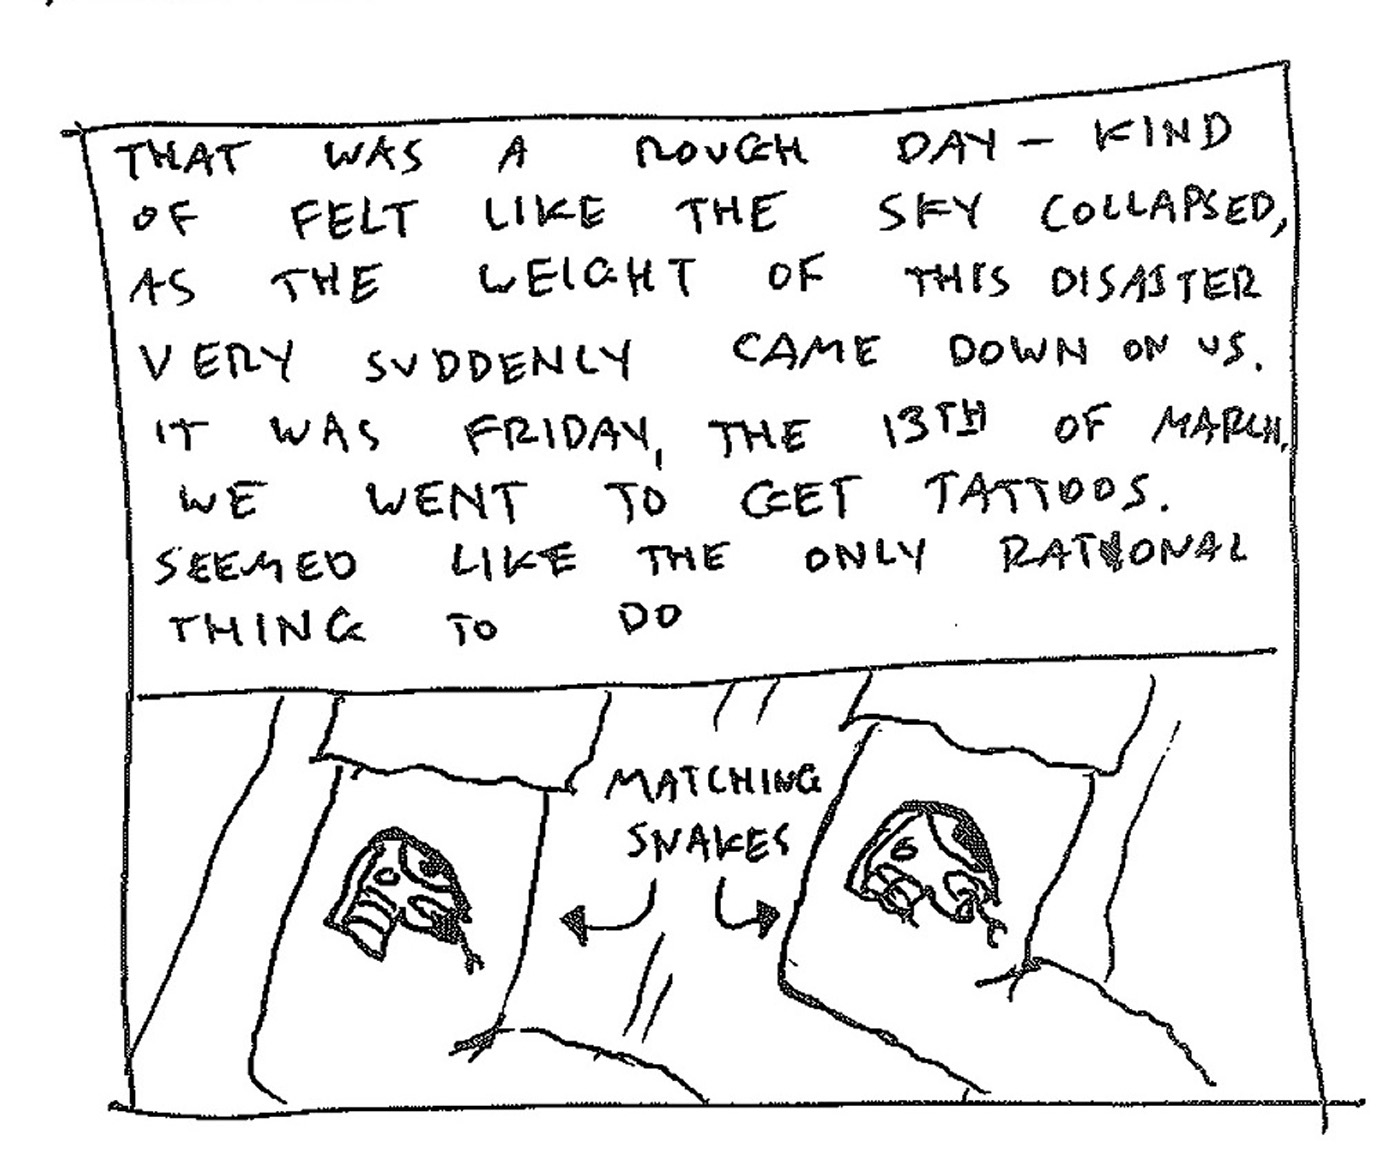 THAT WAS A ROUGH DAY – KIND
OF FELT LIKE THE SKY COLLAPSED,
AS THE WEIGHT OF THIS DISASTER
VERY SUDDENLY CAME DOWN ON US.
IT WAS FRIDAY, THE 13TH OF MARCH.
WE WENT TO GET TATTOOS.
SEEMED LIKE THE ONLY RATIONAL
THING TO DO
MATCHING
SNAKES